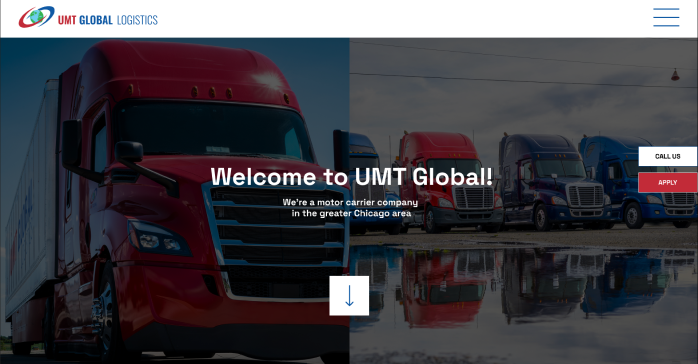 UMT GLOBAL LOGISTICS
CALL US
Welcome to UMT Global!
APPLY
We're a motor carrier company
in the greater Chicago area